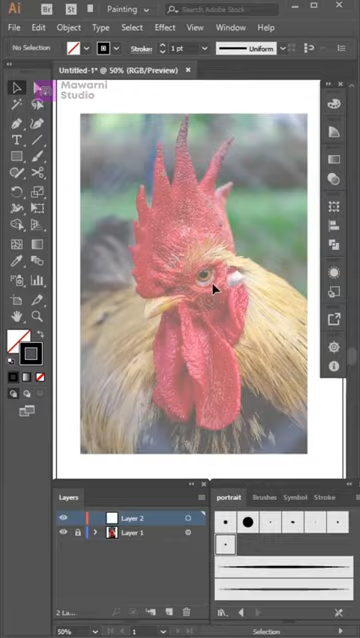 Ai Br St Painting Search Adobe Stock
File Edit Object Type Select Effect View Window Help
No Selection Stroke: 1 pt Uniform
Untitled-1* @ 50% (RGB/Preview) ×
Mawarni
Studio
Layers
Layer 2
Layer 1
portrait Brushes Symbol Stroke
50% 1 Selection